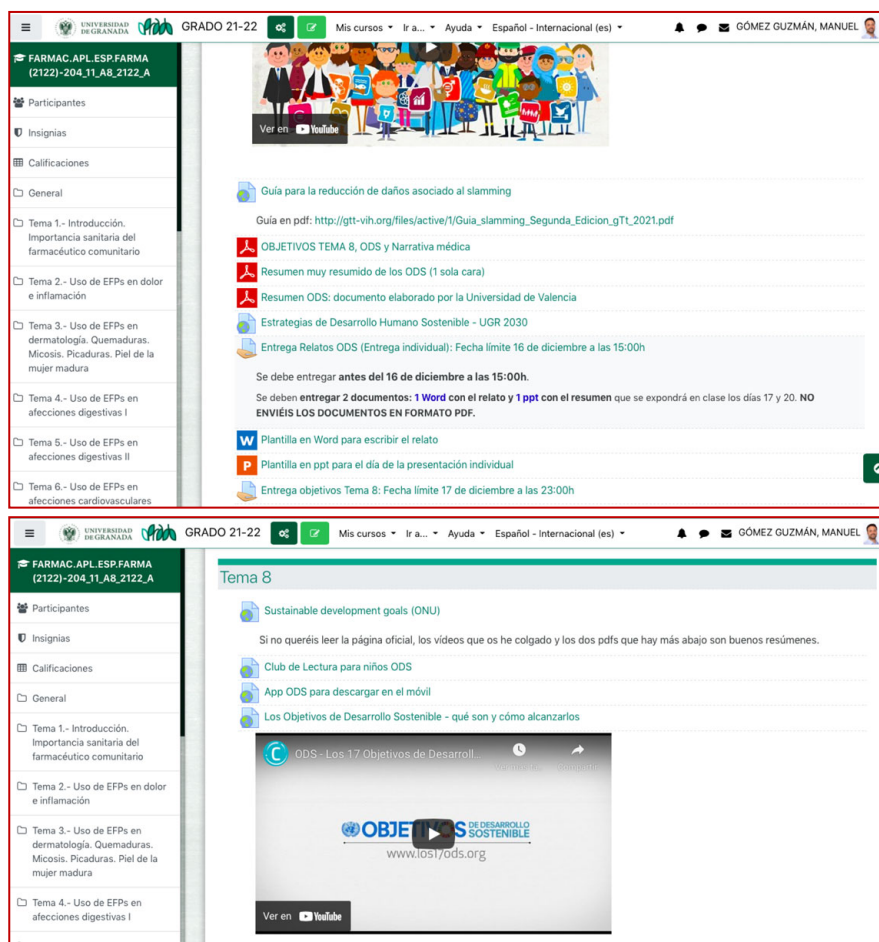 UNIVERSIDAD DE GRANADA
GRADO 21-22
Mis cursos
Ir a...
Ayuda
Español - Internacional (es)
GÓMEZ GUZMÁN, MANUEL
FARMAC.APL.ESP.FARMA
(2122)-204_11_A8_2122_A
Participantes
Insignias
Calificaciones
General
Tema 1.- Introducción.
Importancia sanitaria del
farmacéutico comunitario
Tema 2.- Uso de EFPs en dolor
e inflamación
Tema 3.- Uso de EFPs en
dermatología. Quemaduras.
Micosis. Picaduras. Piel de la
mujer madura
Tema 4.- Uso de EFPs en
afecciones digestivas I
Tema 5.- Uso de EFPs en
afecciones digestivas II
Tema 6.- Uso de EFPs en
afecciones cardiovasculares
Ver en YouTube
Guía para la reducción de daños asociado al slamming
Guía en pdf: http://gtt-vih.org/files/active/1/Guia_slamming_Segunda_Edicion_gTt_2021.pdf
OBJETIVOS TEMA 8, ODS y Narrativa médica
Resumen muy resumido de los ODS (1 sola cara)
Resumen ODS: documento elaborado por la Universidad de Valencia
Estrategias de Desarrollo Humano Sostenible - UGR 2030
Entrega Relatos ODS (Entrega individual): Fecha límite 16 de diciembre a las 15:00h
Se debe entregar antes del 16 de diciembre a las 15:00h.
Se deben entregar 2 documentos: 1 Word con el relato y 1 ppt con el resumen que se expondrá en clase los días 17 y 20. NO
ENVIÉIS LOS DOCUMENTOS EN FORMATO PDF.
Plantilla en Word para escribir el relato
Plantilla en ppt para el día de la presentación individual
Entrega objetivos Tema 8: Fecha límite 17 de diciembre a las 23:00h
UNIVERSIDAD DE GRANADA
GRADO 21-22
Mis cursos
Ir a...
Ayuda
Español - Internacional (es)
GÓMEZ GUZMÁN, MANUEL
FARMAC.APL.ESP.FARMA
(2122)-204_11_A8_2122_A
Participantes
Insignias
Calificaciones
General
Tema 1.- Introducción.
Importancia sanitaria del
farmacéutico comunitario
Tema 2.- Uso de EFPs en dolor
e inflamación
Tema 3.- Uso de EFPs en
dermatología. Quemaduras.
Micosis. Picaduras. Piel de la
mujer madura
Tema 4.- Uso de EFPs en
afecciones digestivas I
Tema 8
Sustainable development goals (ONU)
Si no queréis leer la página oficial, los vídeos que os he colgado y los dos pdfs que hay más abajo son buenos resúmenes.
Club de Lectura para niños ODS
App ODS para descargar en el móvil
Los Objetivos de Desarrollo Sostenible - qué son y cómo alcanzarlos
ODS - Los 17 Objetivos de Desarroll...
DE DESARROLLO
SOSTENIBLE
Ver en YouTube